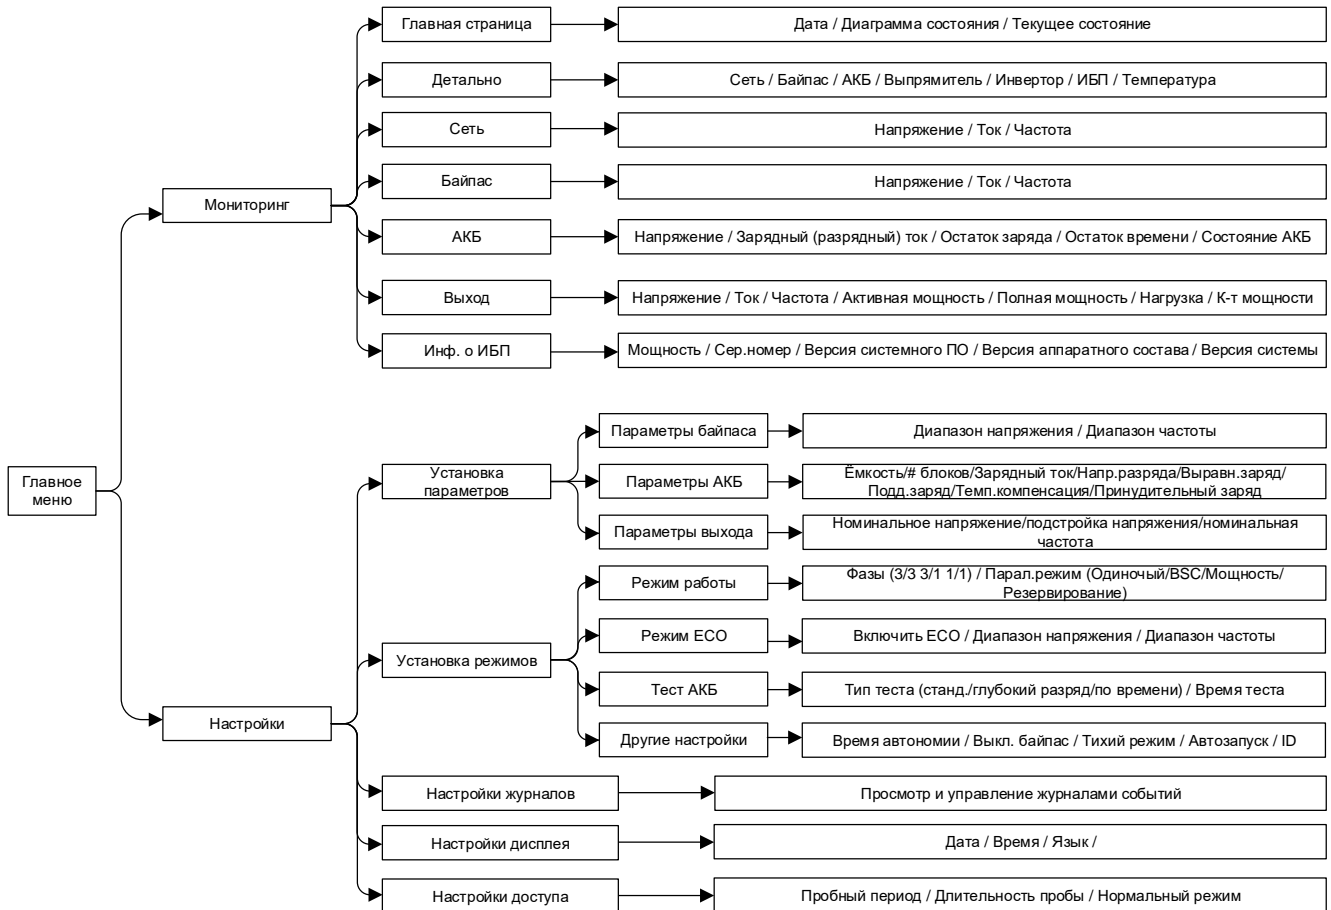 Главная страница
Дата / Диаграмма состояния / Текущее состояние
Детально
Сеть / Байпас / АКБ / Выпрямитель / Инвертор / ИБП / Температура
Сеть
Напряжение / Ток / Частота
Байпас
Напряжение / Ток / Частота
Мониторинг
АКБ
Напряжение / Зарядный (разрядный) ток / Остаток заряда / Остаток времени / Состояние АКБ
Выход
Напряжение / Ток / Частота / Активная мощность / Полная мощность / Нагрузка / К-т мощности
Инф. о ИБП
Мощность / Сер.номер / Версия системного ПО / Версия аппаратного состава / Версия системы
Главное
меню
Параметры байпаса
Диапазон напряжения / Диапазон частоты
Установка
параметров
Параметры АКБ
Ёмкость/# блоков/Зарядный ток/Напр.разряда/Выравн.заряд/
Подд.заряд/Темп.компенсация/Принудительный заряд
Параметры выхода
Номинальное напряжение/подстройка напряжения/номинальная
частота
Режим работы
Фазы (3/3 3/1 1/1) / Парал.режим (Одиночый/BSC/Мощность/
Резервирование)
Режим ECO
Включить ECO / Диапазон напряжения / Диапазон частоты
Установка режимов
Тест АКБ
Тип теста (станд./глубокий разряд/по времени) / Время теста
Настройки
Другие настройки
Время автономии / Выкл. байпас / Тихий режим / Автозапуск / ID
Настройки журналов
Просмотр и управление журналами событий
Настройки дисплея
Дата / Время / Язык /
Настройки доступа
Пробный период / Длительность пробы / Нормальный режим